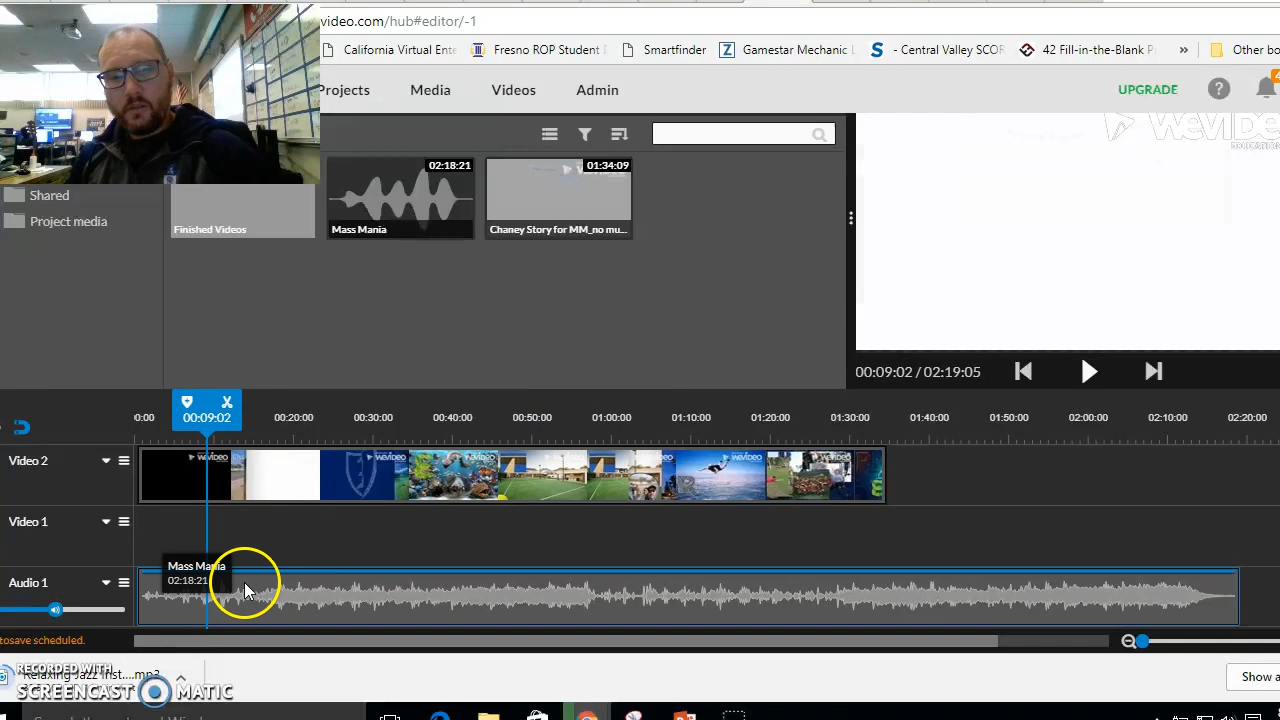 video.com/hub#editor/-1
California Virtual Ente
Fresno ROP Student
Smartfinder
Gamestar Mechanic
- Central Valley SCOR
42 Fill-in-the-Blank P
»
Other bo
Projects
Media
Videos
Admin
UPGRADE
WEVIDEO
EDUCATION
02:18:21
01:34:09
Shared
Project media
Finished Videos
Mass Mania
Chaney Story for MM_no mu...
00:09:02 / 02:19:05
00:09:02
0:00
00:20:00
00:30:00
00:40:00
00:50:00
01:00:00
01:10:00
01:20:00
01:30:00
01:40:00
01:50:00
02:00:00
02:10:00
02:20:00
Video 2
Video 1
Mass Mania
02:18:21
Audio 1
tosave scheduled.
Relaxing Jazz Inst....mp3
Show a
RECORDED WITH
SCREENCAST MATIC